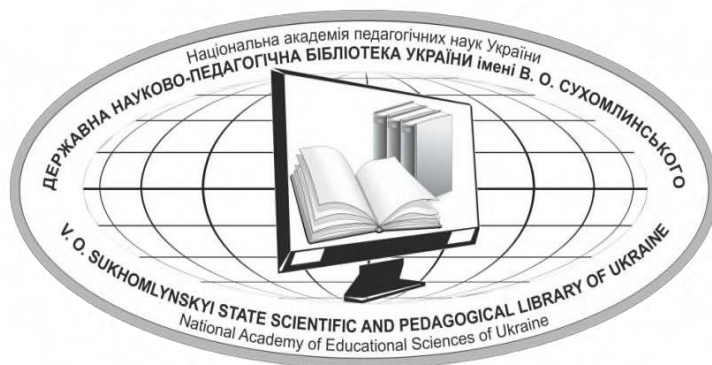 Національна академія педагогічних наук України
ДЕРЖАВНА НАУКОВО-ПЕДАГОГІЧНА БІБЛІОТЕКА УКРАЇНИ імені В. О. СУХОМЛИНСЬКОГО
V. O. SUKHOMLYNSKYI STATE SCIENTIFIC AND PEDAGOGICAL LIBRARY OF UKRAINE
National Academy of Educational Sciences of Ukraine